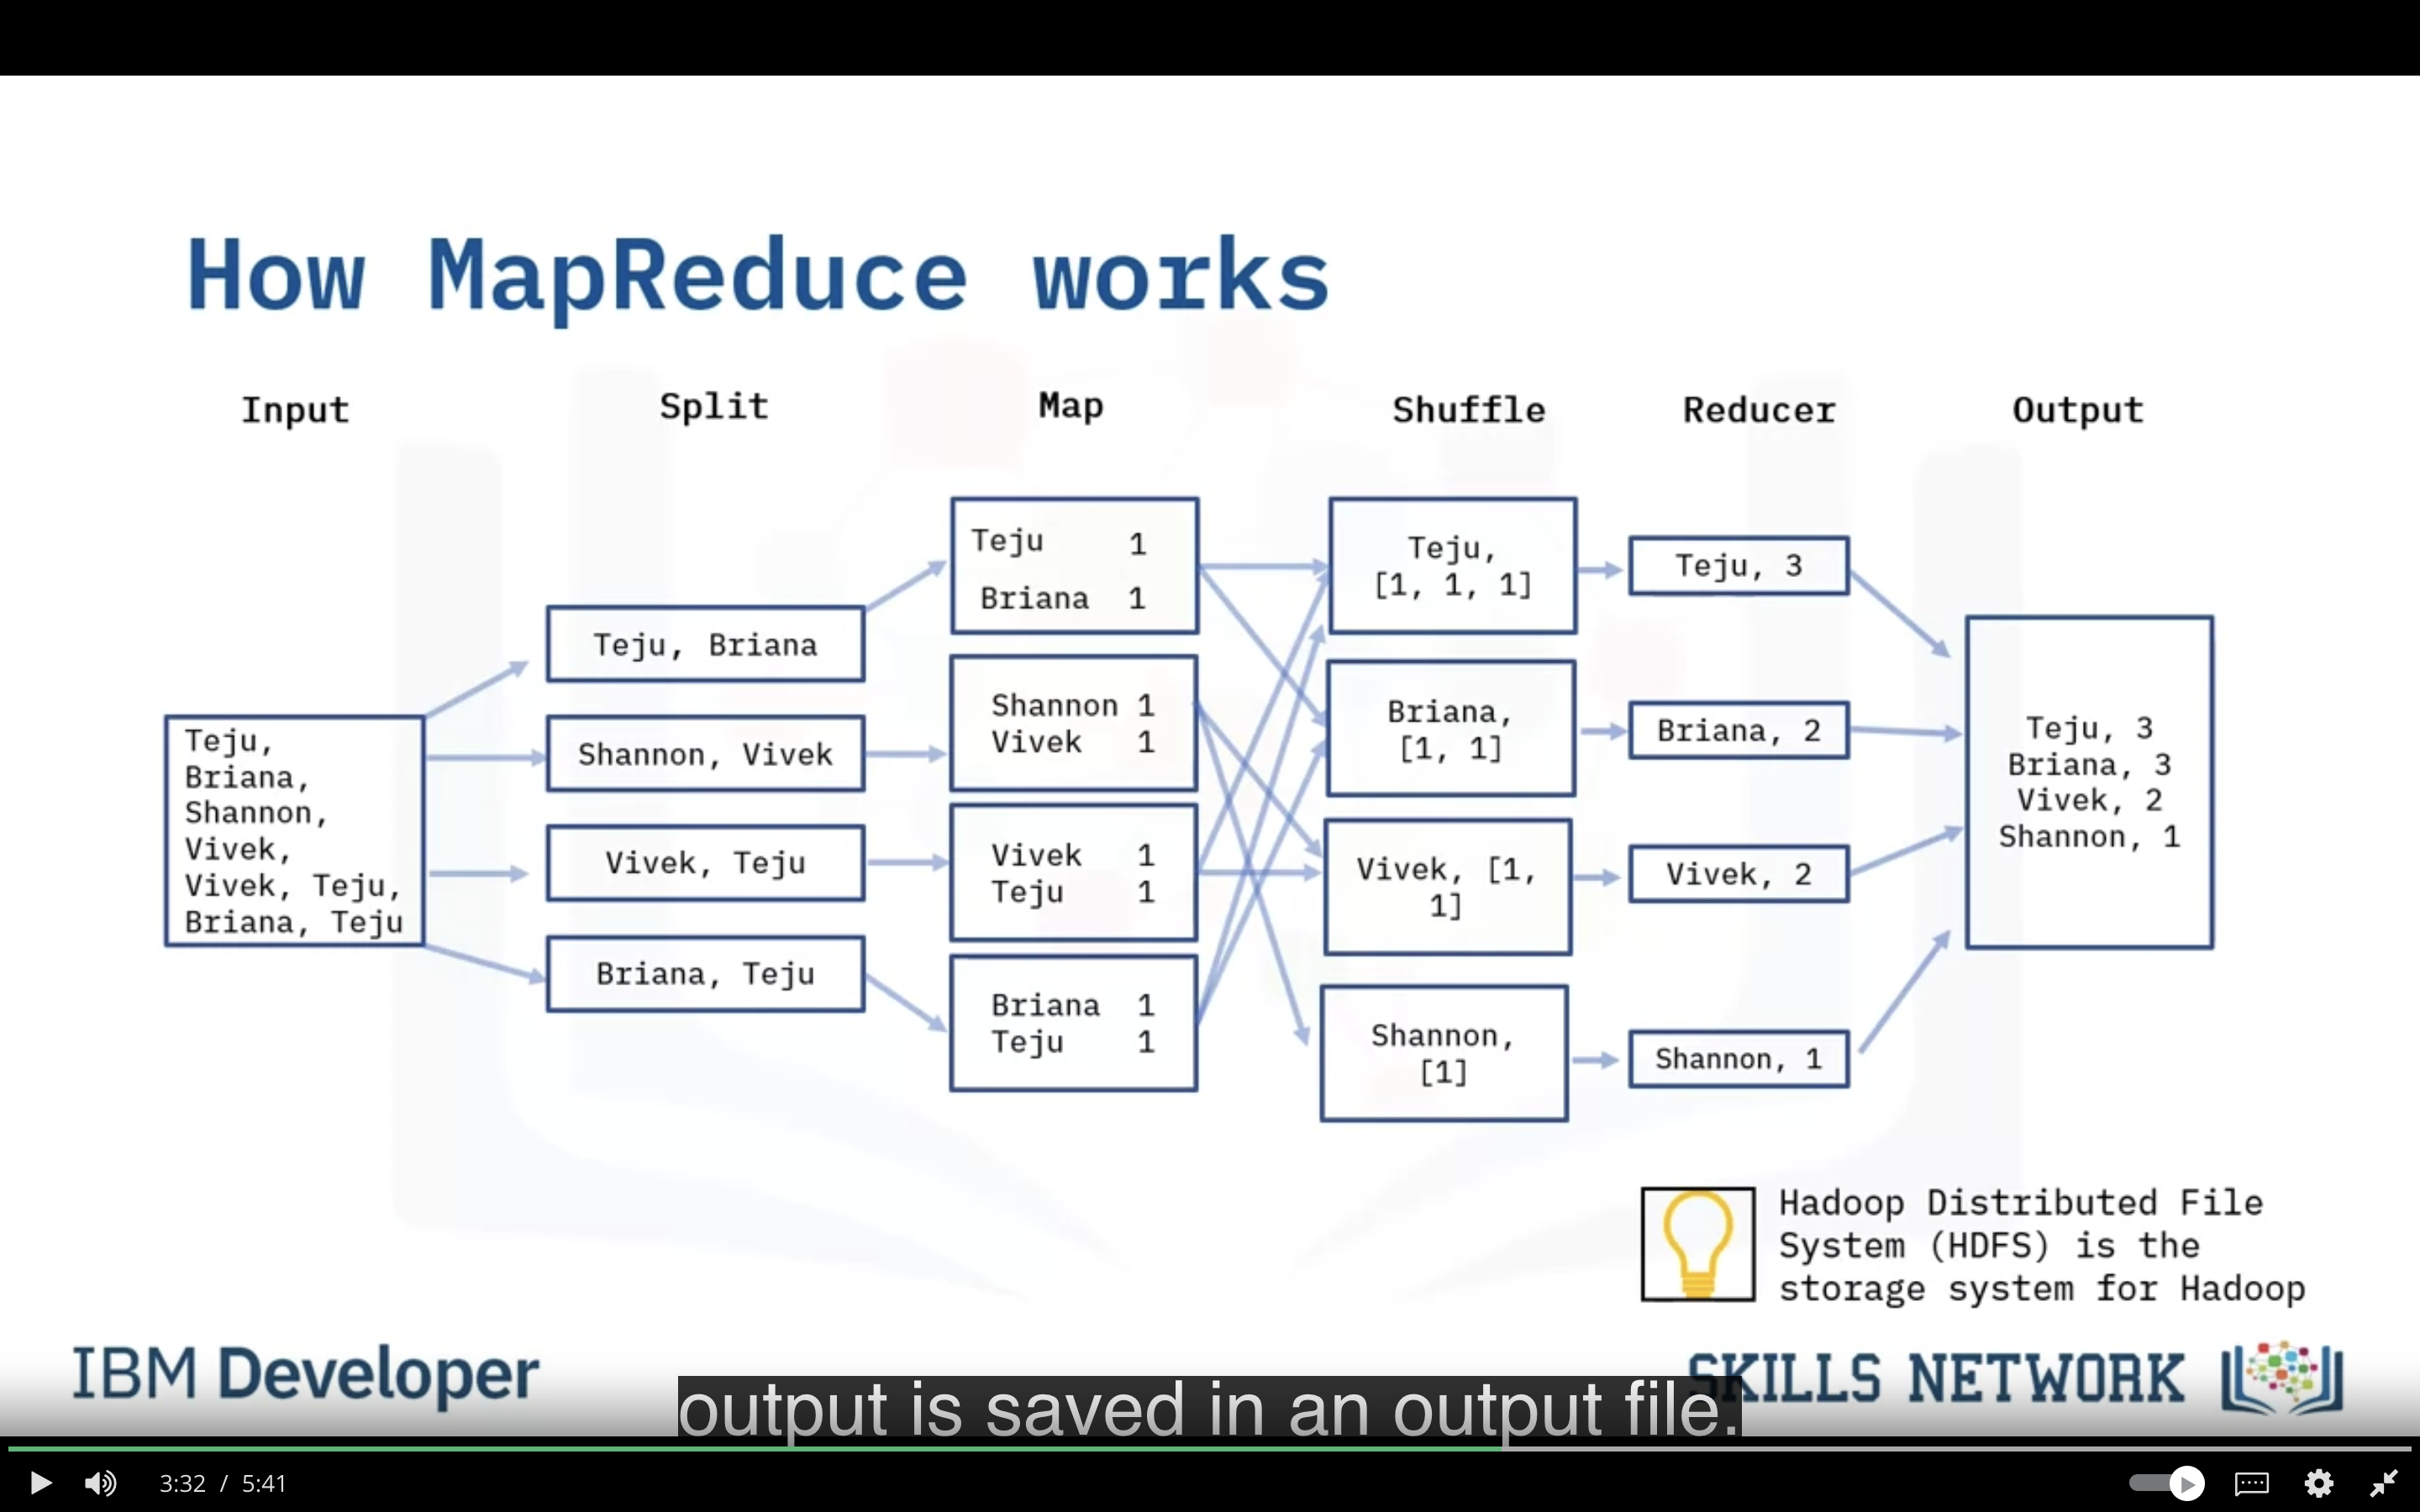 How MapReduce works
Input
Split
Map
Shuffle
Reducer
Output
Teju,
Briana,
Shannon,
Vivek,
Vivek, Teju,
Briana, Teju
Teju, Briana
Shannon, Vivek
Vivek, Teju
Briana, Teju
Teju 1
Briana 1
Shannon 1
Vivek 1
Vivek 1
Teju 1
Briana 1
Teju 1
Teju,
[1, 1, 1]
Briana,
[1, 1]
Vivek, [1,
1]
Shannon,
[1]
Teju, 3
Briana, 2
Vivek, 2
Shannon, 1
Teju, 3
Briana, 3
Vivek, 2
Shannon, 1
Hadoop Distributed File
System (HDFS) is the
storage system for Hadoop
IBM Developer
SKILLS NETWORK
output is saved in an output file.
3:32 / 5:41